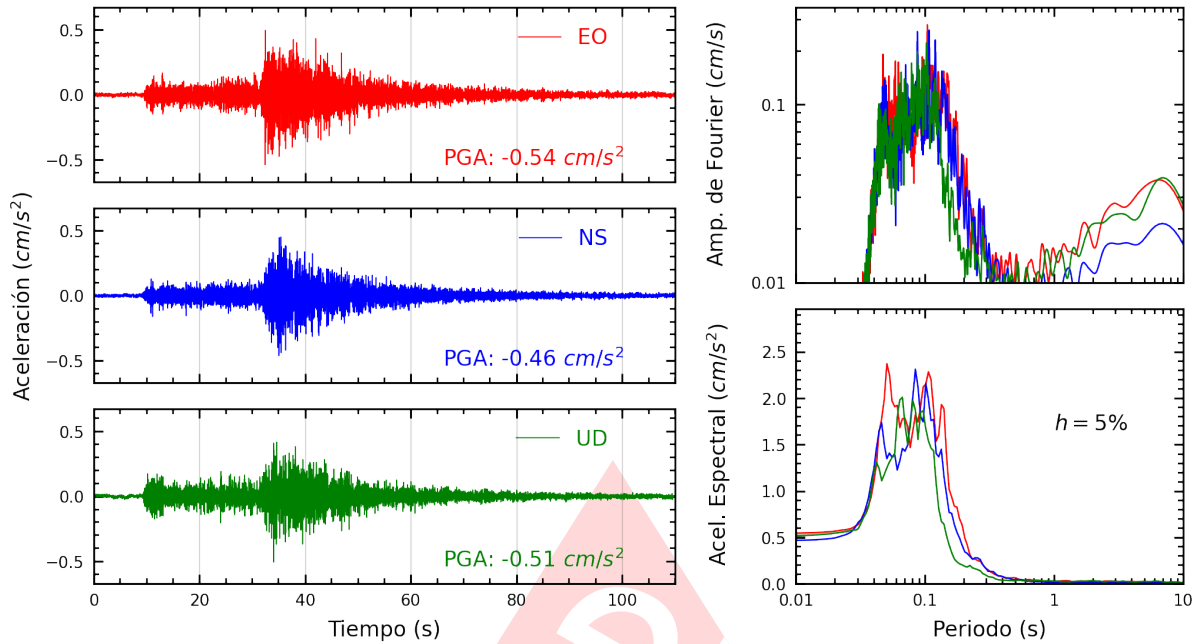 Aceleración (cm/s²)
0.5
0.0
−0.5
EO
PGA: -0.54 cm/s²
0.5
0.0
−0.5
NS
PGA: -0.46 cm/s²
0.5
0.0
−0.5
UD
PGA: -0.51 cm/s²
0 20 40 60 80 100
Tiempo (s)
Amp. de Fourier (cm/s)
0.1
0.01
Acel. Espectral (cm/s²)
2.5
2.0
1.5
1.0
0.5
0.0
h = 5%
0.01 0.1 1 10
Periodo (s)